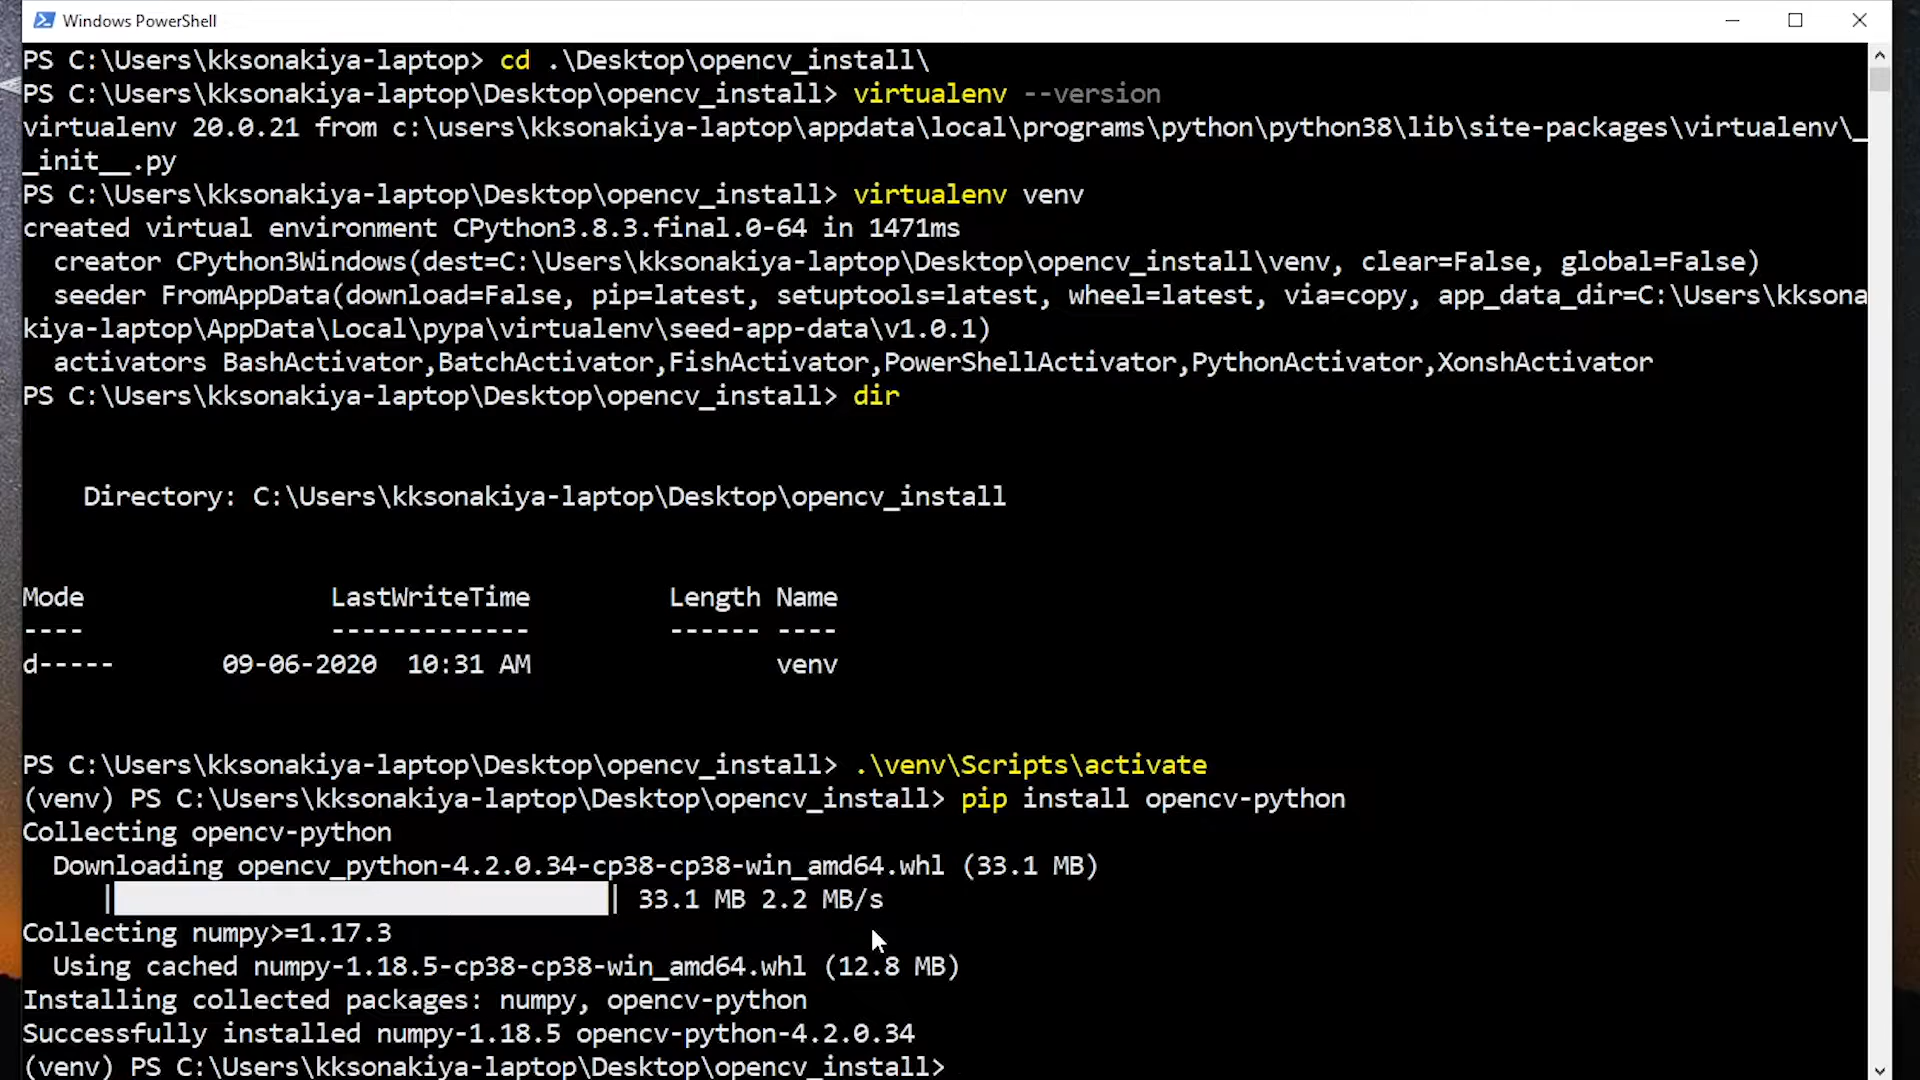 Windows PowerShell
PS C:\Users\kksonakiya-laptop> cd .\Desktop\opencv_install\
PS C:\Users\kksonakiya-laptop\Desktop\opencv_install> virtualenv --version
virtualenv 20.0.21 from c:\users\kksonakiya-laptop\appdata\local\programs\python\python38\lib\site-packages\virtualenv\_
_init__.py
PS C:\Users\kksonakiya-laptop\Desktop\opencv_install> virtualenv venv
created virtual environment CPython3.8.3.final.0-64 in 1471ms
  creator CPython3Windows(dest=C:\Users\kksonakiya-laptop\Desktop\opencv_install\venv, clear=False, global=False)
  seeder FromAppData(download=False, pip=latest, setuptools=latest, wheel=latest, via=copy, app_data_dir=C:\Users\kksona
kiya-laptop\AppData\Local\pypa\virtualenv\seed-app-data\v1.0.1)
  activators BashActivator,BatchActivator,FishActivator,PowerShellActivator,PythonActivator,XonshActivator
PS C:\Users\kksonakiya-laptop\Desktop\opencv_install> dir
    Directory: C:\Users\kksonakiya-laptop\Desktop\opencv_install
Mode                LastWriteTime         Length Name
----                -------------         ------ ----
d-----       09-06-2020  10:31 AM                venv
PS C:\Users\kksonakiya-laptop\Desktop\opencv_install> .\venv\Scripts\activate
(venv) PS C:\Users\kksonakiya-laptop\Desktop\opencv_install> pip install opencv-python
Collecting opencv-python
  Downloading opencv_python-4.2.0.34-cp38-cp38-win_amd64.whl (33.1 MB)
     | | 33.1 MB 2.2 MB/s
Collecting numpy>=1.17.3
  Using cached numpy-1.18.5-cp38-cp38-win_amd64.whl (12.8 MB)
Installing collected packages: numpy, opencv-python
Successfully installed numpy-1.18.5 opencv-python-4.2.0.34
(venv) PS C:\Users\kksonakiya-laptop\Desktop\opencv_install>